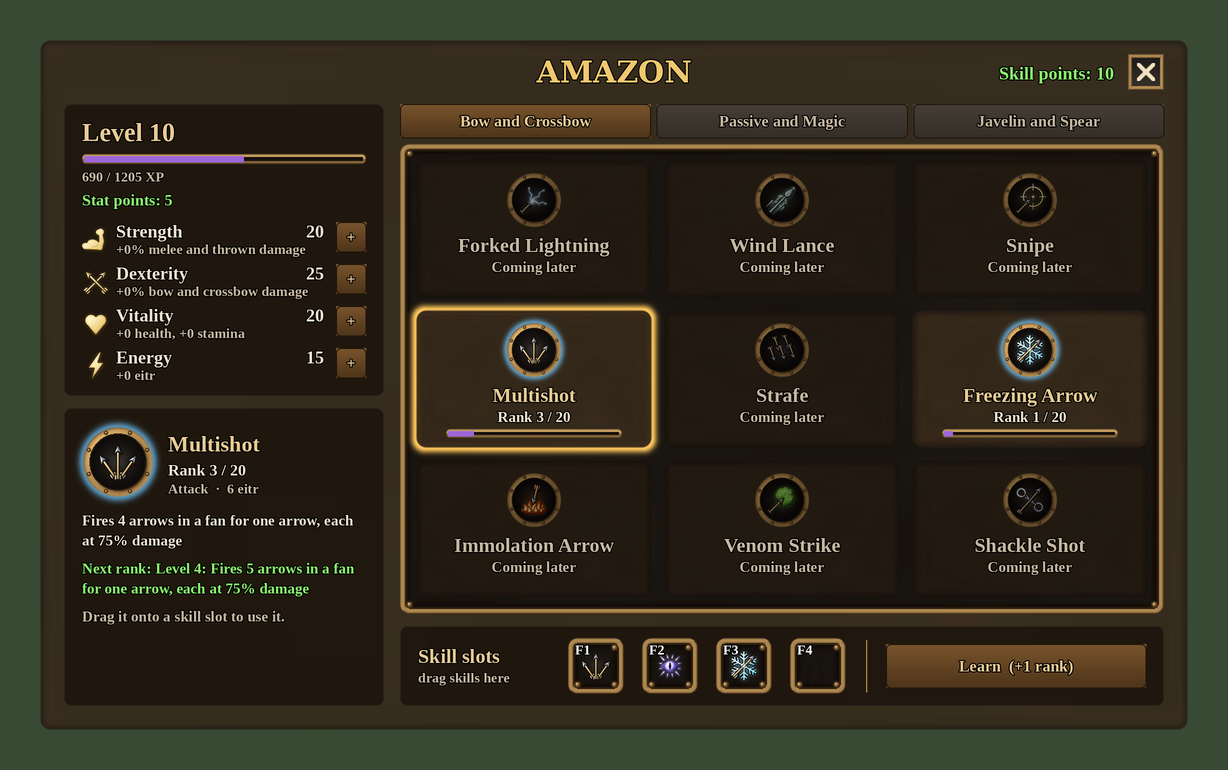 AMAZON
Skill points: 10
Level 10
690 / 1205 XP
Stat points: 5
Strength 20
+0% melee and thrown damage
+
Dexterity 25
+0% bow and crossbow damage
+
Vitality 20
+0 health, +0 stamina
+
Energy 15
+0 eitr
+
Multishot
Rank 3 / 20
Attack · 6 eitr
Fires 4 arrows in a fan for one arrow, each
at 75% damage
Next rank: Level 4: Fires 5 arrows in a fan
for one arrow, each at 75% damage
Drag it onto a skill slot to use it.
Bow and Crossbow
Passive and Magic
Javelin and Spear
Forked Lightning
Coming later
Wind Lance
Coming later
Snipe
Coming later
Multishot
Rank 3 / 20
Strafe
Coming later
Freezing Arrow
Rank 1 / 20
Immolation Arrow
Coming later
Venom Strike
Coming later
Shackle Shot
Coming later
Skill slots
drag skills here
F1
F2
F3
F4
Learn (+1 rank)